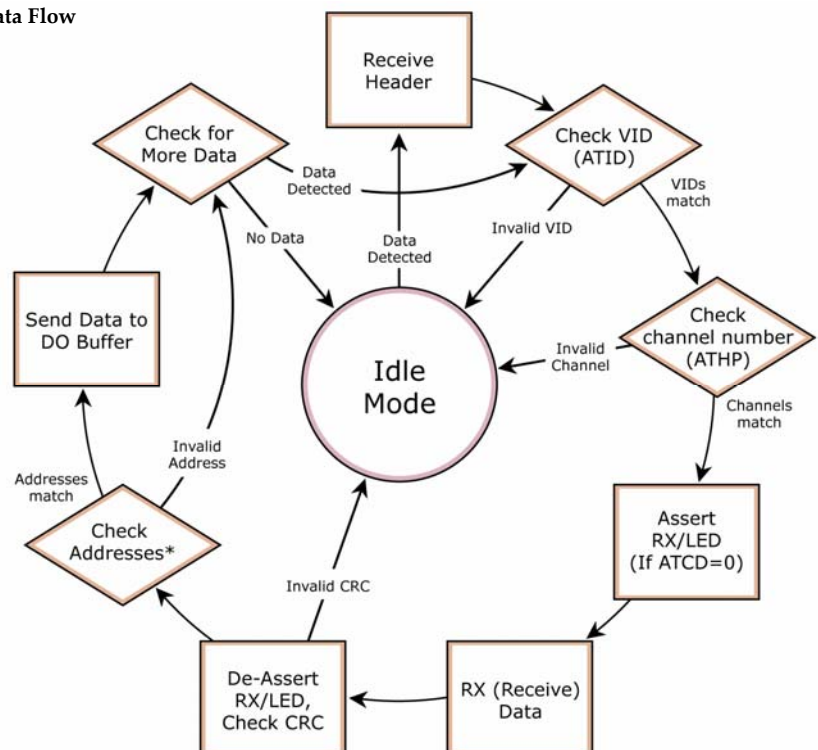 ata Flow
Receive
Header
Check for
More Data
Check VID
(ATID)
Data
Detected
VIDs
match
No Data
Data
Detected
Invalid VID
Send Data to
DO Buffer
Check
channel number
(ATHP)
Idle
Mode
Invalid
Channel
Channels
match
Invalid
Address
Addresses
match
Check
Addresses*
Assert
RX/LED
(If ATCD=0)
Invalid CRC
De-Assert
RX/LED,
Check CRC
RX (Receive)
Data